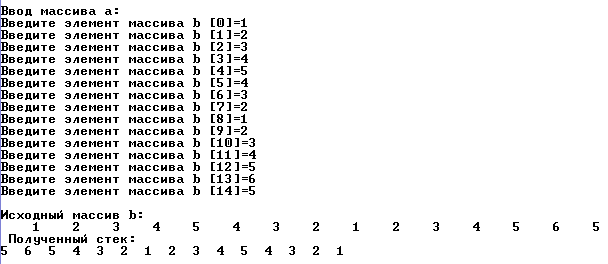 Ввод массива a:
Введите элемент массива b [0]=1
Введите элемент массива b [1]=2
Введите элемент массива b [2]=3
Введите элемент массива b [3]=4
Введите элемент массива b [4]=5
Введите элемент массива b [5]=4
Введите элемент массива b [6]=3
Введите элемент массива b [7]=2
Введите элемент массива b [8]=1
Введите элемент массива b [9]=2
Введите элемент массива b [10]=3
Введите элемент массива b [11]=4
Введите элемент массива b [12]=5
Введите элемент массива b [13]=6
Введите элемент массива b [14]=5
Исходный массив b:
1 2 3 4 5 4 3 2 1 2 3 4 5 6 5
Полученный стек:
5 6 5 4 3 2 1 2 3 4 5 4 3 2 1